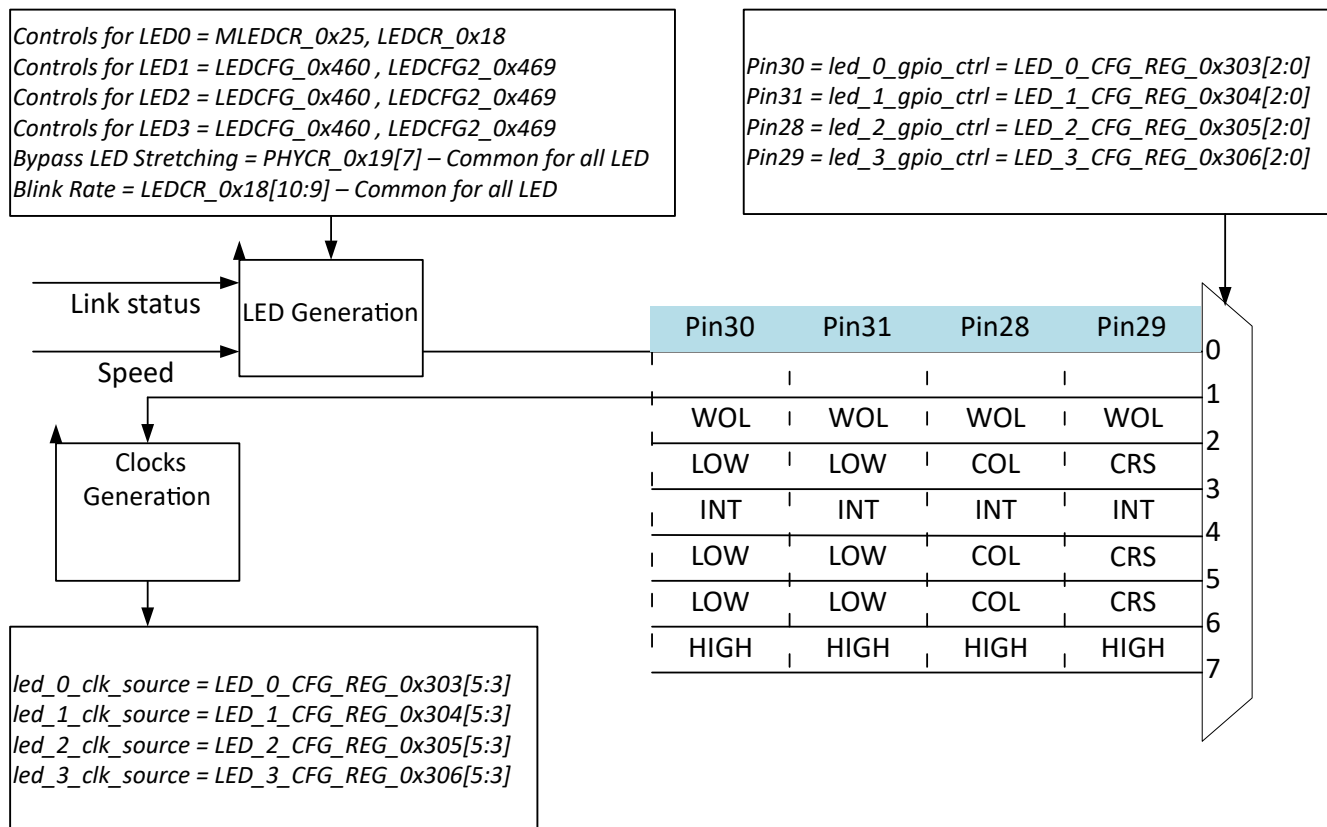 Controls for LED0 = MLEDCR_0x25, LEDCR_0x18
Controls for LED1 = LEDCFG_0x460 , LEDCFG2_0x469
Controls for LED2 = LEDCFG_0x460 , LEDCFG2_0x469
Controls for LED3 = LEDCFG_0x460 , LEDCFG2_0x469
Bypass LED Stretching = PHYCR_0x19[7] – Common for all LED
Blink Rate = LEDCR_0x18[10:9] – Common for all LED
Pin30 = led_0_gpio_ctrl = LED_0_CFG_REG_0x303[2:0]
Pin31 = led_1_gpio_ctrl = LED_1_CFG_REG_0x304[2:0]
Pin28 = led_2_gpio_ctrl = LED_2_CFG_REG_0x305[2:0]
Pin29 = led_3_gpio_ctrl = LED_3_CFG_REG_0x306[2:0]
Link status
Speed
LED Generation
Pin30 Pin31 Pin28 Pin29
0
1
WOL WOL WOL WOL
2
LOW LOW COL CRS
3
INT INT INT INT
4
LOW LOW COL CRS
5
LOW LOW COL CRS
6
HIGH HIGH HIGH HIGH
7
Clocks
Generation
led_0_clk_source = LED_0_CFG_REG_0x303[5:3]
led_1_clk_source = LED_1_CFG_REG_0x304[5:3]
led_2_clk_source = LED_2_CFG_REG_0x305[5:3]
led_3_clk_source = LED_3_CFG_REG_0x306[5:3]